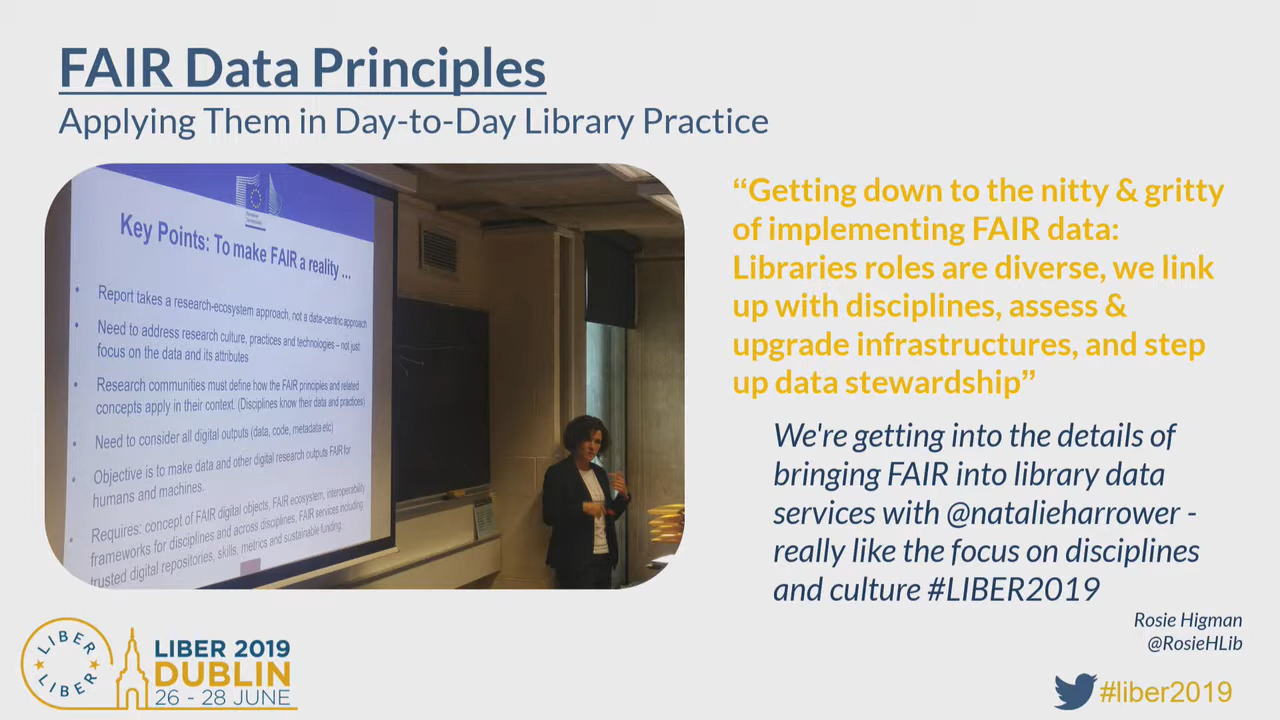 FAIR Data Principles
Applying Them in Day-to-Day Library Practice
European
Commission
Key Points: To make FAIR a reality ...
• Report takes a research-ecosystem approach, not a data-centric approach
• Need to address research culture, practices and technologies – not just
focus on the data and its attributes
• Research communities must define how the FAIR principles and related
concepts apply in their context. (Disciplines know their data and practices)
• Need to consider all digital outputs (data, code, metadata etc)
• Objective is to make data and other digital research outputs FAIR for
humans and machines.
• Requires: concept of FAIR digital objects, FAIR ecosystem, interoperability
frameworks for disciplines and across disciplines, FAIR services including
trusted digital repositories, skills, metrics and sustainable funding.
“Getting down to the nitty & gritty
of implementing FAIR data:
Libraries roles are diverse, we link
up with disciplines, assess &
upgrade infrastructures, and step
up data stewardship”
We're getting into the details of
bringing FAIR into library data
services with @natalieharrower -
really like the focus on disciplines
and culture #LIBER2019
Rosie Higman
@RosieHLib
LIBER
LIBER
LIBER 2019
DUBLIN
26 - 28 JUNE
#liber2019